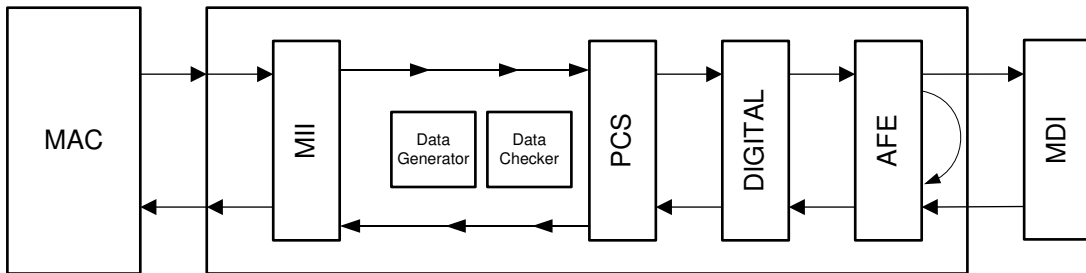 MAC
MII
Data
Generator
Data
Checker
PCS
DIGITAL
AFE
MDI